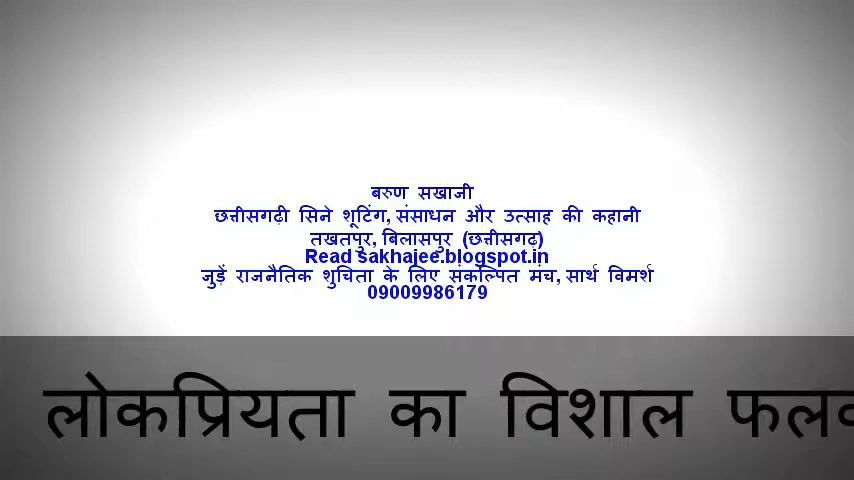 बरुण सखाजी
छत्तीसगढ़ी सिने शूटिंग, संसाधन और उत्साह की कहानी
तखतपुर, बिलासपुर (छत्तीसगढ़)
Read sakhajee.blogspot.in
जुड़ें राजनैतिक शुचिता के लिए संकल्पित मंच, सार्थ विमर्श
09009986179
लोकप्रियता का विशाल